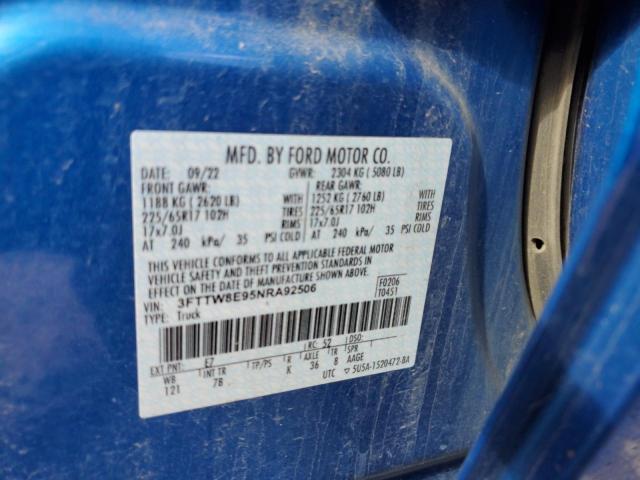 MFD. BY FORD MOTOR CO.
DATE: 09/22 GVWR: 2304 KG ( 5080 LB)
FRONT GAWR: REAR GAWR:
1188 KG ( 2620 LB) WITH 1252 KG ( 2760 LB) WITH
225/65R17 102H TIRES 225/65R17 102H TIRES
17x7.0J RIMS 17x7.0J RIMS
AT 240 kPa/ 35 PSI COLD AT 240 kPa/ 35 PSI COLD
THIS VEHICLE CONFORMS TO ALL APPLICABLE FEDERAL MOTOR
VEHICLE SAFETY AND THEFT PREVENTION STANDARDS IN
EFFECT ON THE DATE OF MANUFACTURE SHOWN ABOVE.
VIN: 3FTTW8E95NRA92506 F0206
TYPE: Truck T0451
EXT PNT: E7 RC: 52 DSO:
WB INT TR TP/PS R AXLE TR SPR
121 7B K 36 8 AAGE
UTC ▽ 5U5A-1520472-BA